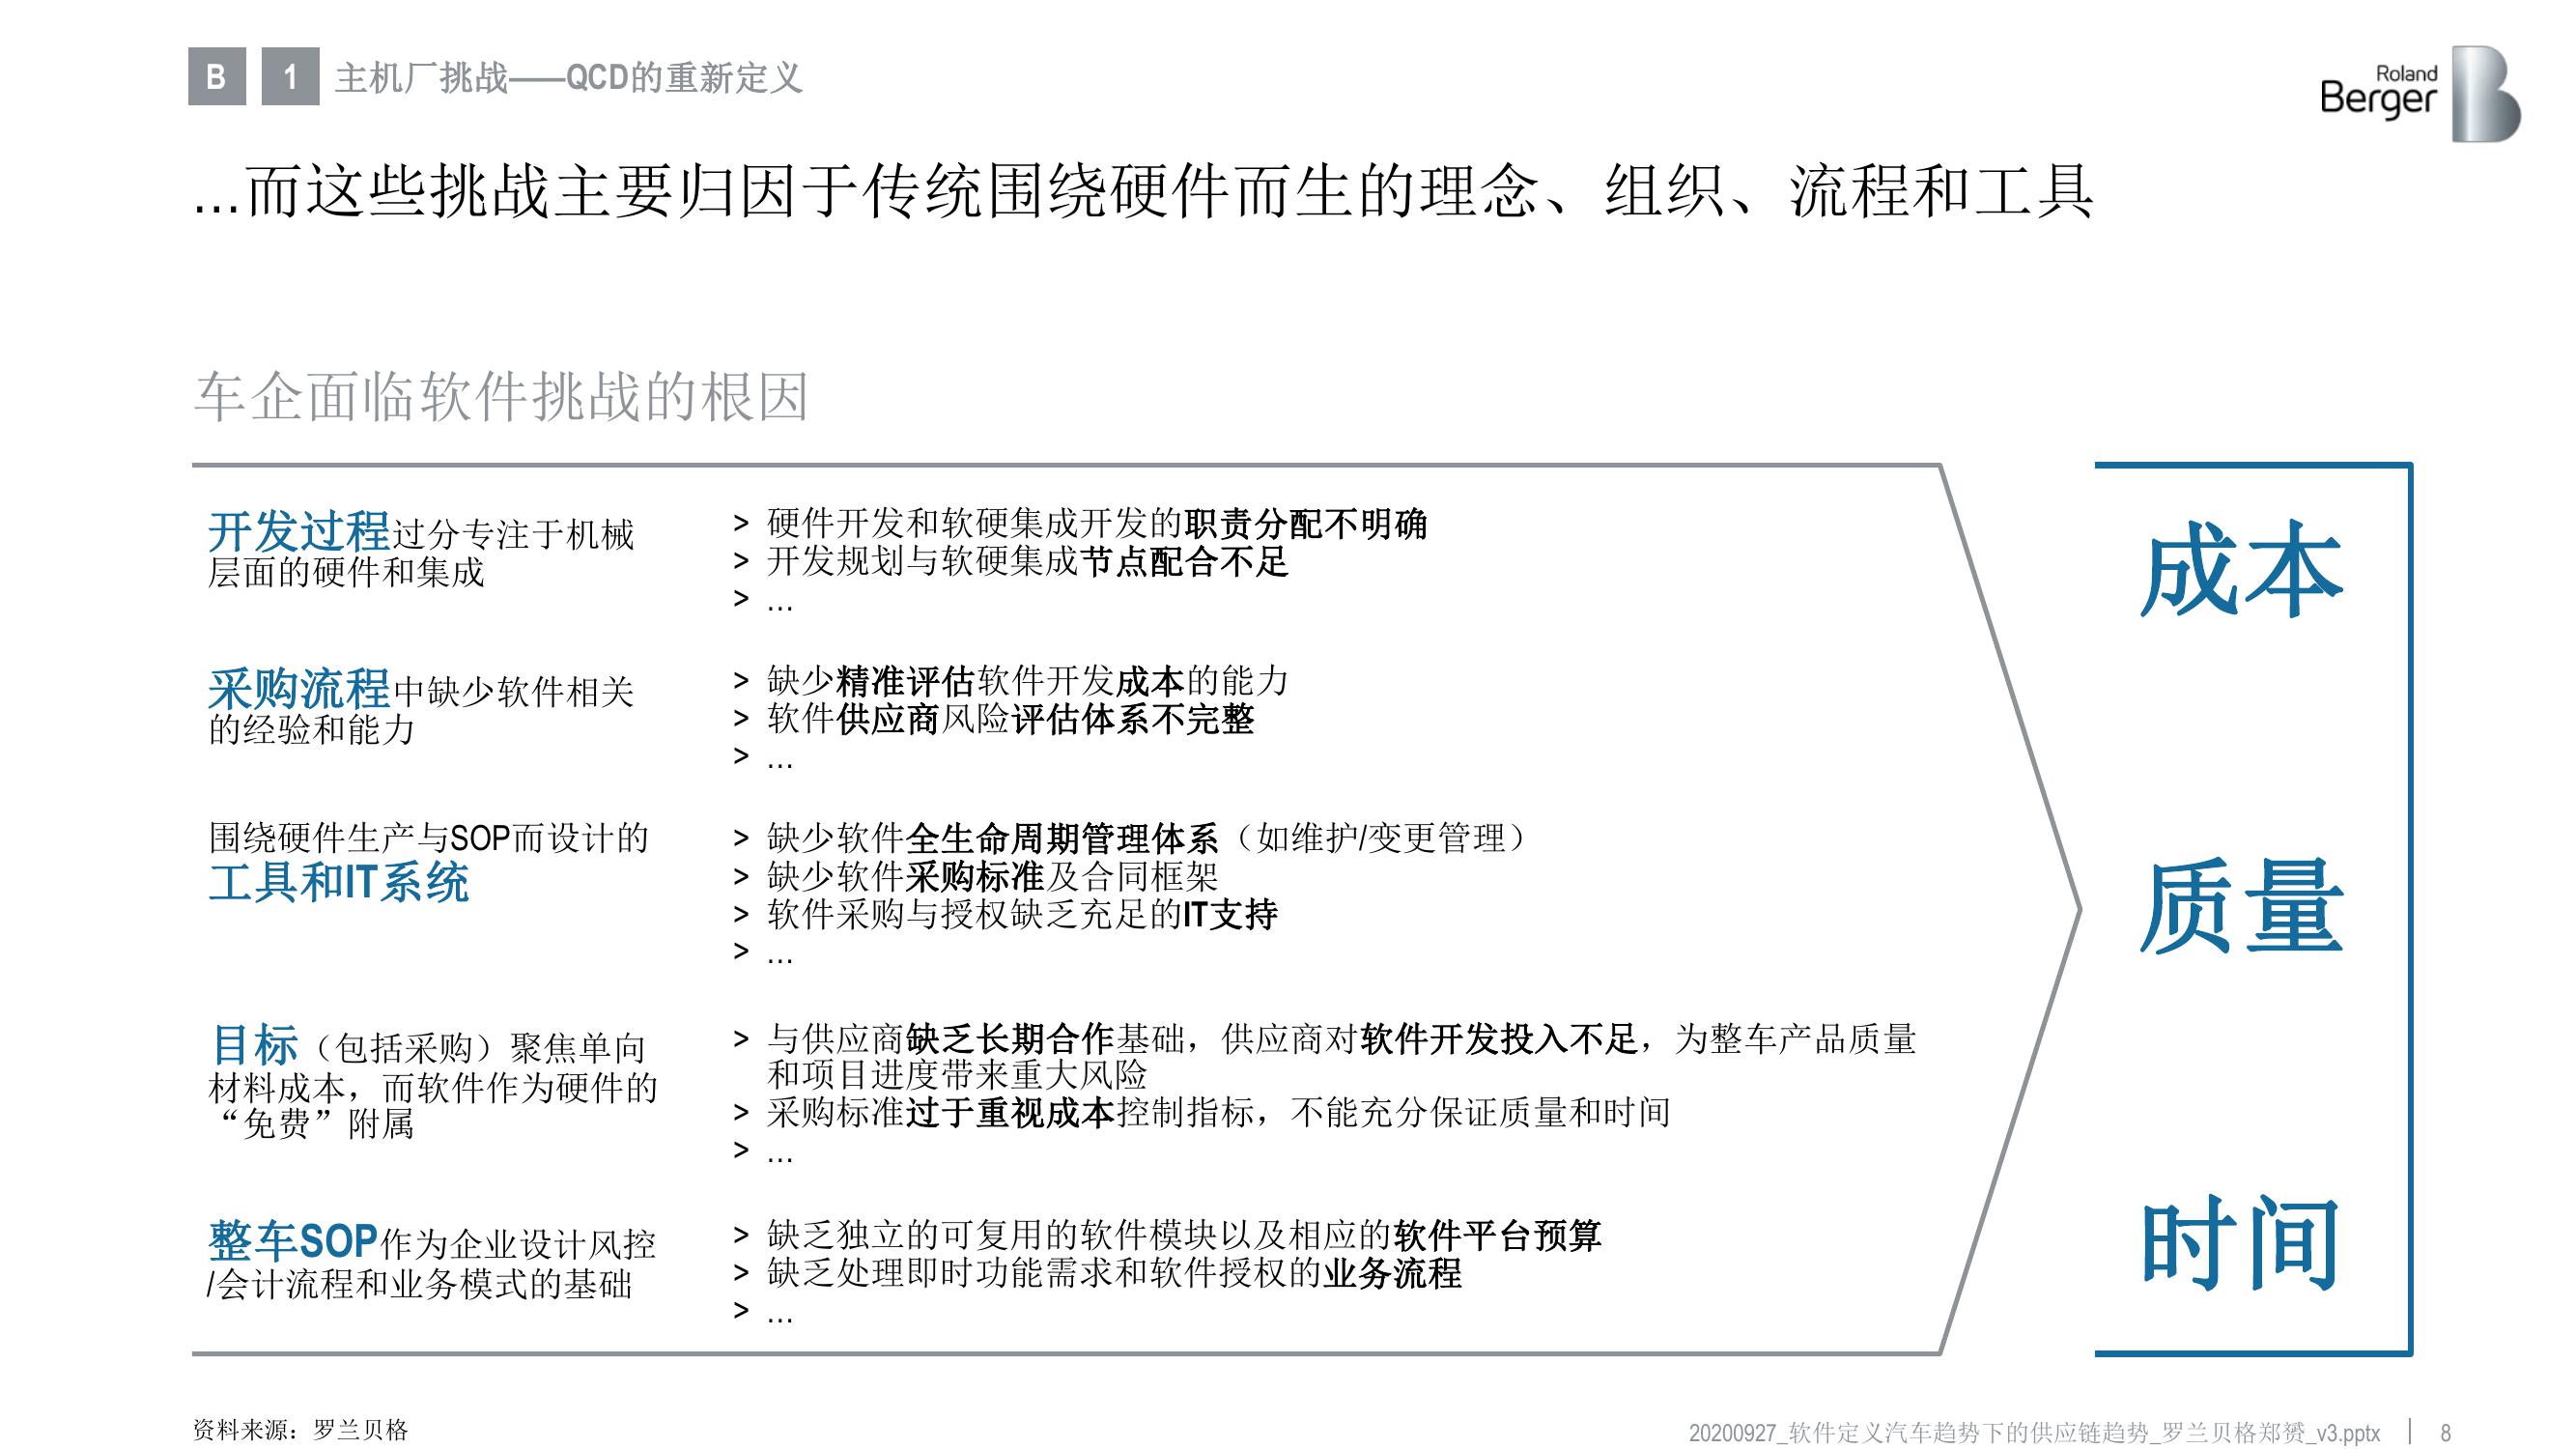 B 1 主机厂挑战——QCD的重新定义
Roland
Berger
...而这些挑战主要归因于传统围绕硬件而生的理念、组织、流程和工具
车企面临软件挑战的根因
开发过程过分专注于机械
层面的硬件和集成
> 硬件开发和软硬集成开发的职责分配不明确
> 开发规划与软硬集成节点配合不足
> ...
采购流程中缺少软件相关
的经验和能力
> 缺少精准评估软件开发成本的能力
> 软件供应商风险评估体系不完整
> ...
围绕硬件生产与SOP而设计的
工具和IT系统
> 缺少软件全生命周期管理体系（如维护/变更管理）
> 缺少软件采购标准及合同框架
> 软件采购与授权缺乏充足的IT支持
> ...
目标（包括采购）聚焦单向
材料成本，而软件作为硬件的
“免费”附属
> 与供应商缺乏长期合作基础，供应商对软件开发投入不足，为整车产品质量
和项目进度带来重大风险
> 采购标准过于重视成本控制指标，不能充分保证质量和时间
> ...
整车SOP作为企业设计风控
/会计流程和业务模式的基础
> 缺乏独立的可复用的软件模块以及相应的软件平台预算
> 缺乏处理即时功能需求和软件授权的业务流程
> ...
成本
质量
时间
资料来源：罗兰贝格
20200927_软件定义汽车趋势下的供应链趋势_罗兰贝格郑赟_v3.pptx | 8